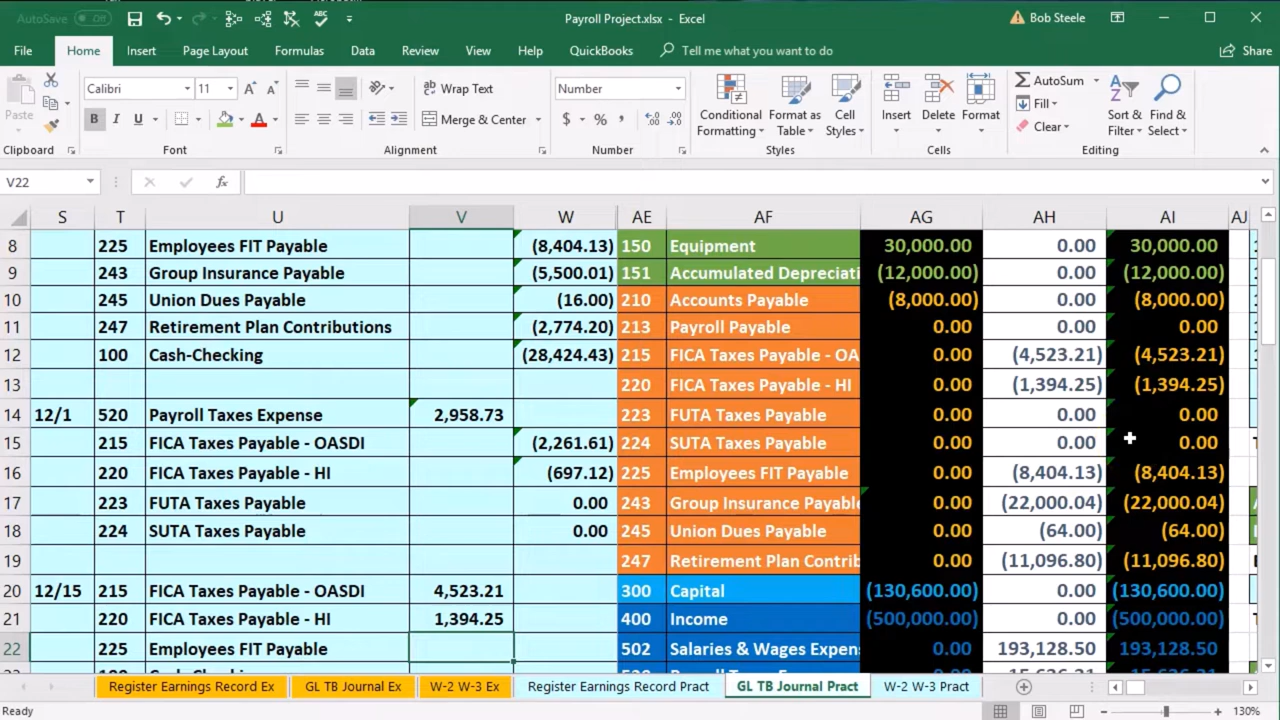 AutoSave Off Payroll Project.xlsx - Excel Bob Steele
File Home Insert Page Layout Formulas Data Review View Help QuickBooks Tell me what you want to do Share
Paste Calibri 11 Wrap Text Number Conditional Format as Cell Insert Delete Format AutoSum Sort & Find &
B I U A Merge & Center $ % , Formatting Table Styles Fill Filter Select
Clear
Clipboard Font Alignment Number Styles Cells Editing
V22 fx
S T U V W AE AF AG AH AI AJ
8 225 Employees FIT Payable (8,404.13) 150 Equipment 30,000.00 0.00 30,000.00
9 243 Group Insurance Payable (5,500.01) 151 Accumulated Depreciati (12,000.00) 0.00 (12,000.00)
10 245 Union Dues Payable (16.00) 210 Accounts Payable (8,000.00) 0.00 (8,000.00)
11 247 Retirement Plan Contributions (2,774.20) 213 Payroll Payable 0.00 0.00 0.00
12 100 Cash-Checking (28,424.43) 215 FICA Taxes Payable - OA 0.00 (4,523.21) (4,523.21)
13 220 FICA Taxes Payable - HI 0.00 (1,394.25) (1,394.25)
14 12/1 520 Payroll Taxes Expense 2,958.73 223 FUTA Taxes Payable 0.00 0.00 0.00
15 215 FICA Taxes Payable - OASDI (2,261.61) 224 SUTA Taxes Payable 0.00 0.00 0.00
16 220 FICA Taxes Payable - HI (697.12) 225 Employees FIT Payable 0.00 (8,404.13) (8,404.13)
17 223 FUTA Taxes Payable 0.00 243 Group Insurance Payable 0.00 (22,000.04) (22,000.04)
18 224 SUTA Taxes Payable 0.00 245 Union Dues Payable 0.00 (64.00) (64.00)
19 247 Retirement Plan Contrib 0.00 (11,096.80) (11,096.80)
20 12/15 215 FICA Taxes Payable - OASDI 4,523.21 300 Capital (130,600.00) 0.00 (130,600.00)
21 220 FICA Taxes Payable - HI 1,394.25 400 Income (500,000.00) 0.00 (500,000.00)
22 225 Employees FIT Payable 502 Salaries & Wages Expen 0.00 193,128.50 193,128.50
Register Earnings Record Ex GL TB Journal Ex W-2 W-3 Ex Register Earnings Record Pract GL TB Journal Pract W-2 W-3 Pract
Ready 130%